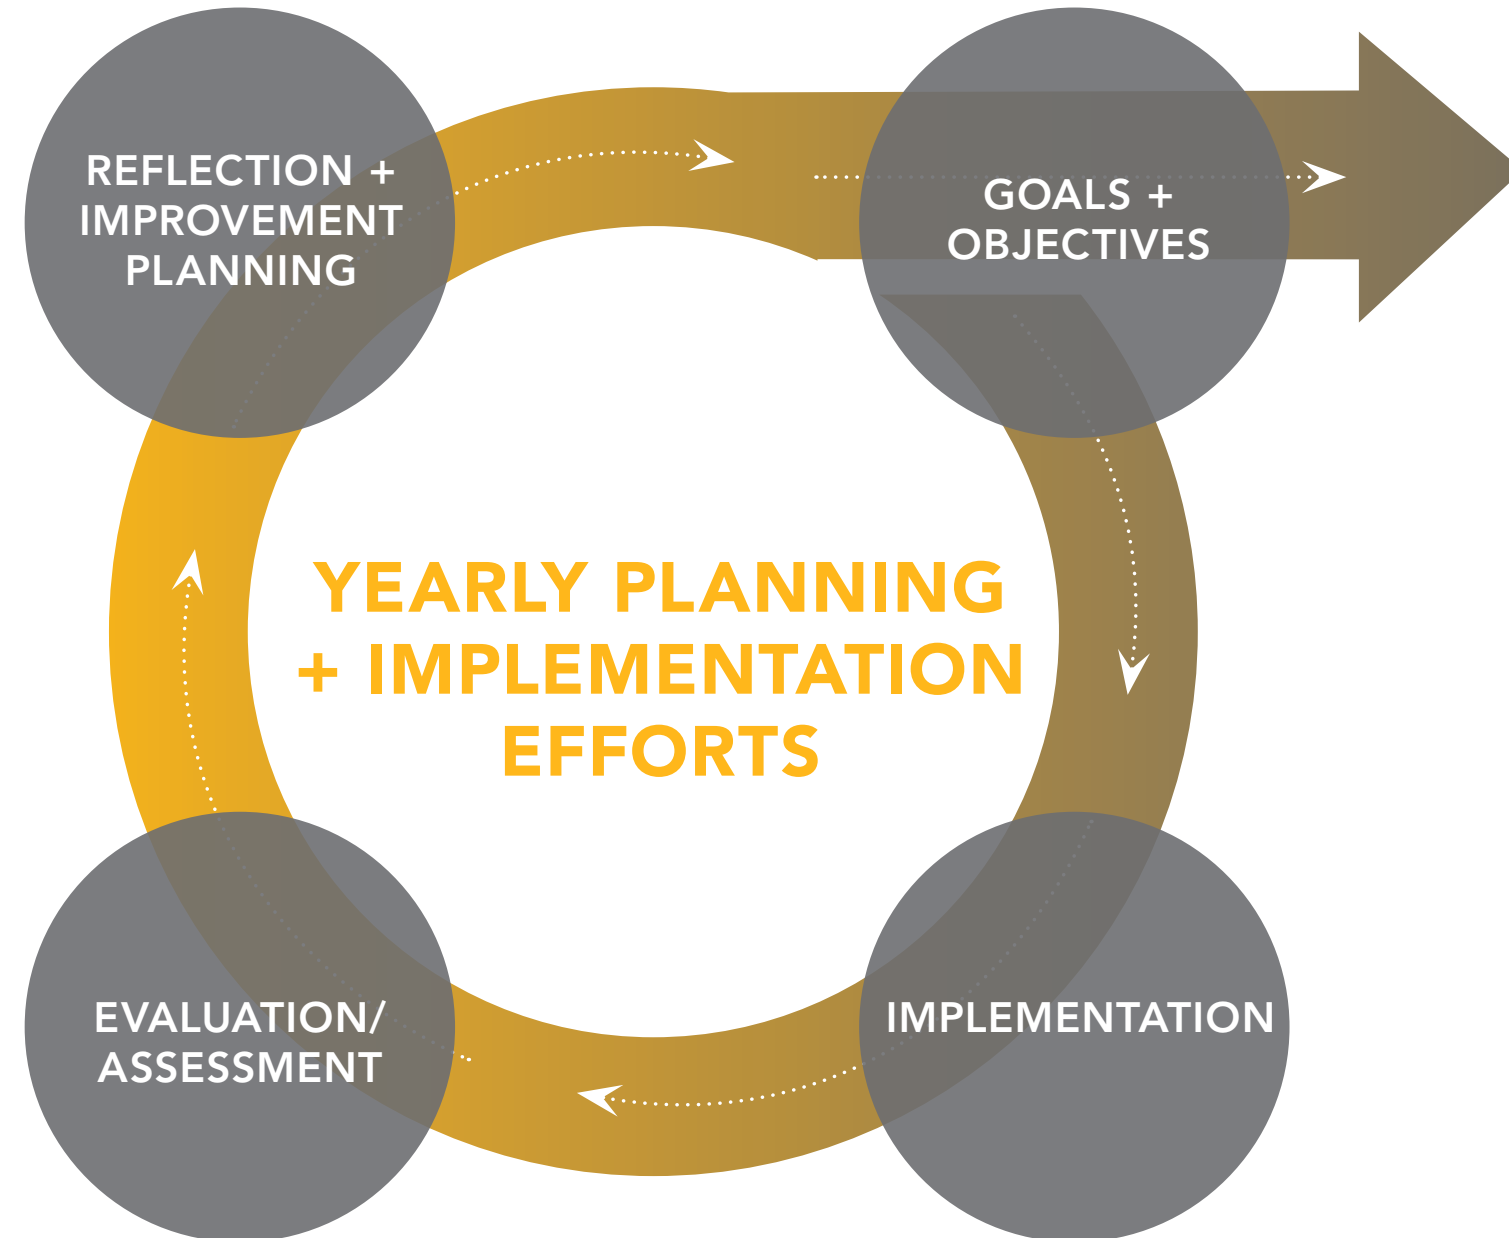 REFLECTION +
IMPROVEMENT
PLANNING
GOALS +
OBJECTIVES
YEARLY PLANNING
+ IMPLEMENTATION
EFFORTS
EVALUATION/
ASSESSMENT
IMPLEMENTATION